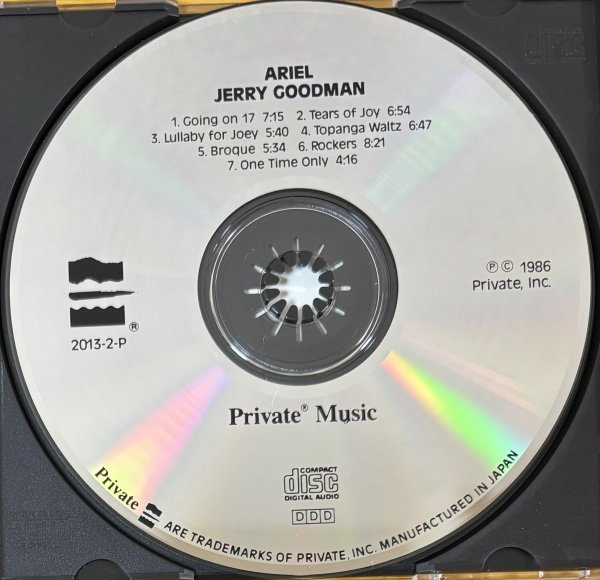 ARIEL
JERRY GOODMAN
1. Going on 17 7:15 2. Tears of Joy 6:54
3. Lullaby for Joey 5:40 4. Topanga Waltz 6:47
5. Broque 5:34 6. Rockers 8:21
7. One Time Only 4:16
®
2013-2-P
℗ © 1986
Private, Inc.
Private® Music
COMPACT
disc
DIGITAL AUDIO
DDD
Private ARE TRADEMARKS OF PRIVATE, INC. MANUFACTURED IN JAPAN